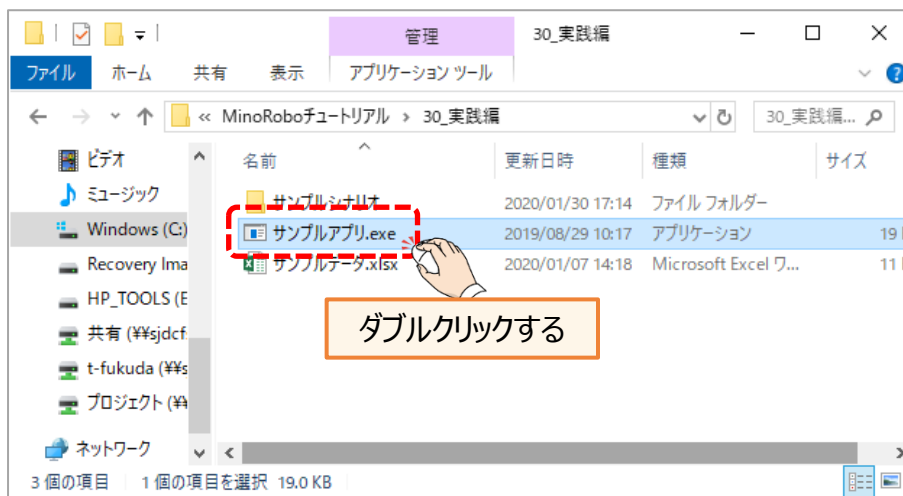 管理
30_実践編
ファイル ホーム 共有 表示 アプリケーション ツール
« MinoRoboチュートリアル › 30_実践編
30_実践編...
名前 更新日時 種類 サイズ
ビデオ
ミュージック
Windows (C:)
Recovery Ima
HP_TOOLS (E
共有 (¥¥sjdcf
t-fukuda (¥¥s
プロジェクト (¥¥
ネットワーク
サンプルシナリオ 2020/01/30 17:14 ファイル フォルダー
サンプルアプリ.exe 2019/08/29 10:17 アプリケーション 19
サンプルデータ.xlsx 2020/01/07 14:18 Microsoft Excel ワ... 11
ダブルクリックする
3 個の項目 1 個の項目を選択 19.0 KB